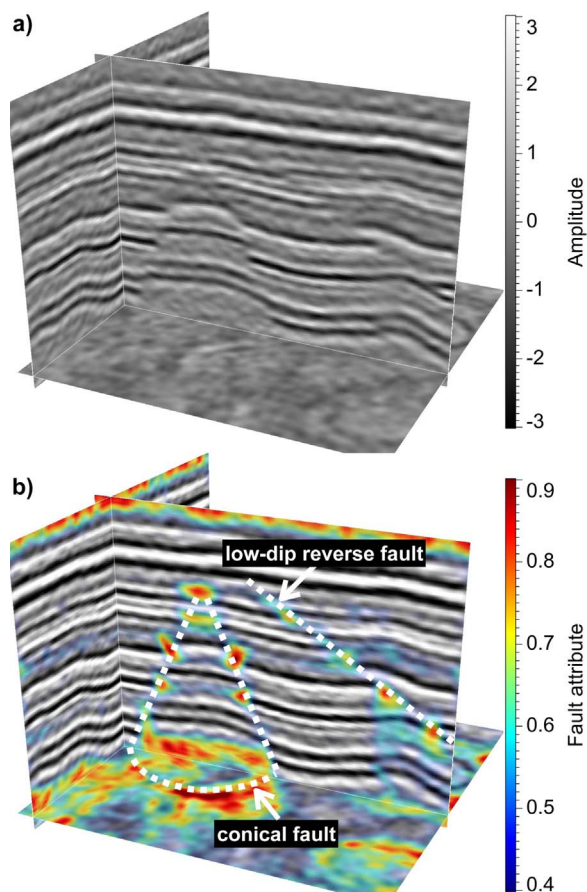 a)
3
2
1
0
-1
-2
-3
Amplitude
b)
low-dip reverse fault
conical fault
0.9
0.8
0.7
0.6
0.5
0.4
Fault attribute